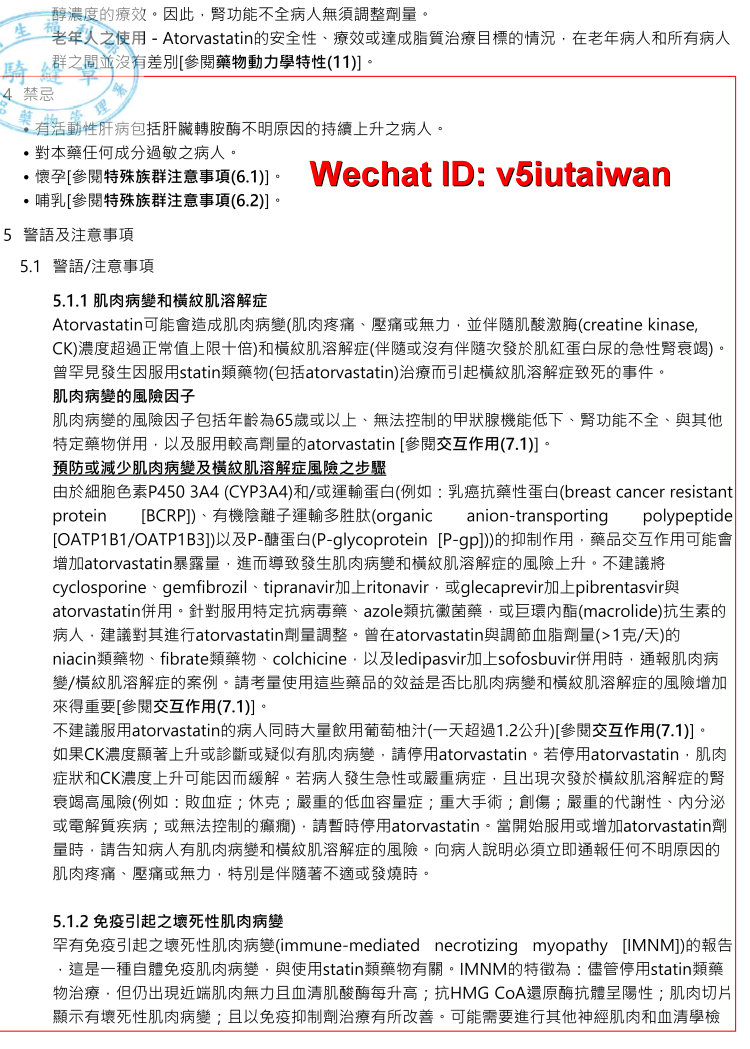 醇濃度的療效。因此，腎功能不全病人無須調整劑量。
老年人之使用 - Atorvastatin的安全性、療效或達成脂質治療目標的情況，在老年病人和所有病人
群之間並沒有差別[參閱藥物動力學特性(11)]。
4 禁忌
• 有活動性肝病包括肝臟轉胺酶不明原因的持續上升之病人。
• 對本藥任何成分過敏之病人。
• 懷孕[參閱特殊族群注意事項(6.1)]。
• 哺乳[參閱特殊族群注意事項(6.2)]。
Wechat ID: v5iutaiwan
5 警語及注意事項
5.1 警語/注意事項
5.1.1 肌肉病變和橫紋肌溶解症
Atorvastatin可能會造成肌肉病變(肌肉疼痛、壓痛或無力，並伴隨肌酸激脢(creatine kinase,
CK)濃度超過正常值上限十倍)和橫紋肌溶解症(伴隨或沒有伴隨次發於肌紅蛋白尿的急性腎衰竭)。
曾罕見發生因服用statin類藥物(包括atorvastatin)治療而引起橫紋肌溶解症致死的事件。
肌肉病變的風險因子
肌肉病變的風險因子包括年齡為65歲或以上、無法控制的甲狀腺機能低下、腎功能不全、與其他
特定藥物併用，以及服用較高劑量的atorvastatin [參閱交互作用(7.1)]。
預防或減少肌肉病變及橫紋肌溶解症風險之步驟
由於細胞色素P450 3A4 (CYP3A4)和/或運輸蛋白(例如：乳癌抗藥性蛋白(breast cancer resistant
protein [BCRP])、有機陰離子運輸多胜肽(organic anion-transporting polypeptide
[OATP1B1/OATP1B3])以及P-醣蛋白(P-glycoprotein [P-gp]))的抑制作用，藥品交互作用可能會
增加atorvastatin暴露量，進而導致發生肌肉病變和橫紋肌溶解症的風險上升。不建議將
cyclosporine、gemfibrozil、tipranavir加上ritonavir，或glecaprevir加上pibrentasvir與
atorvastatin併用。針對服用特定抗病毒藥、azole類抗黴菌藥，或巨環內酯(macrolide)抗生素的
病人，建議對其進行atorvastatin劑量調整。曾在atorvastatin與調節血脂劑量(>1克/天)的
niacin類藥物、fibrate類藥物、colchicine，以及ledipasvir加上sofosbuvir併用時，通報肌肉病
變/橫紋肌溶解症的案例。請考量使用這些藥品的效益是否比肌肉病變和橫紋肌溶解症的風險增加
來得重要[參閱交互作用(7.1)]。
不建議服用atorvastatin的病人同時大量飲用葡萄柚汁(一天超過1.2公升)[參閱交互作用(7.1)]。
如果CK濃度顯著上升或診斷或疑似有肌肉病變，請停用atorvastatin。若停用atorvastatin，肌肉
症狀和CK濃度上升可能因而緩解。若病人發生急性或嚴重病症，且出現次發於橫紋肌溶解症的腎
衰竭高風險(例如：敗血症；休克；嚴重的低血容量症；重大手術；創傷；嚴重的代謝性、內分泌
或電解質疾病；或無法控制的癲癇)，請暫時停用atorvastatin。當開始服用或增加atorvastatin劑
量時，請告知病人有肌肉病變和橫紋肌溶解症的風險。向病人說明必須立即通報任何不明原因的
肌肉疼痛、壓痛或無力，特別是伴隨著不適或發燒時。
5.1.2 免疫引起之壞死性肌肉病變
罕有免疫引起之壞死性肌肉病變(immune-mediated necrotizing myopathy [IMNM])的報告
，這是一種自體免疫肌肉病變，與使用statin類藥物有關。IMNM的特徵為：儘管停用statin類藥
物治療，但仍出現近端肌肉無力且血清肌酸酶每升高；抗HMG CoA還原酶抗體呈陽性；肌肉切片
顯示有壞死性肌肉病變；且以免疫抑制劑治療有所改善。可能需要進行其他神經肌肉和血清學檢
騎縫章